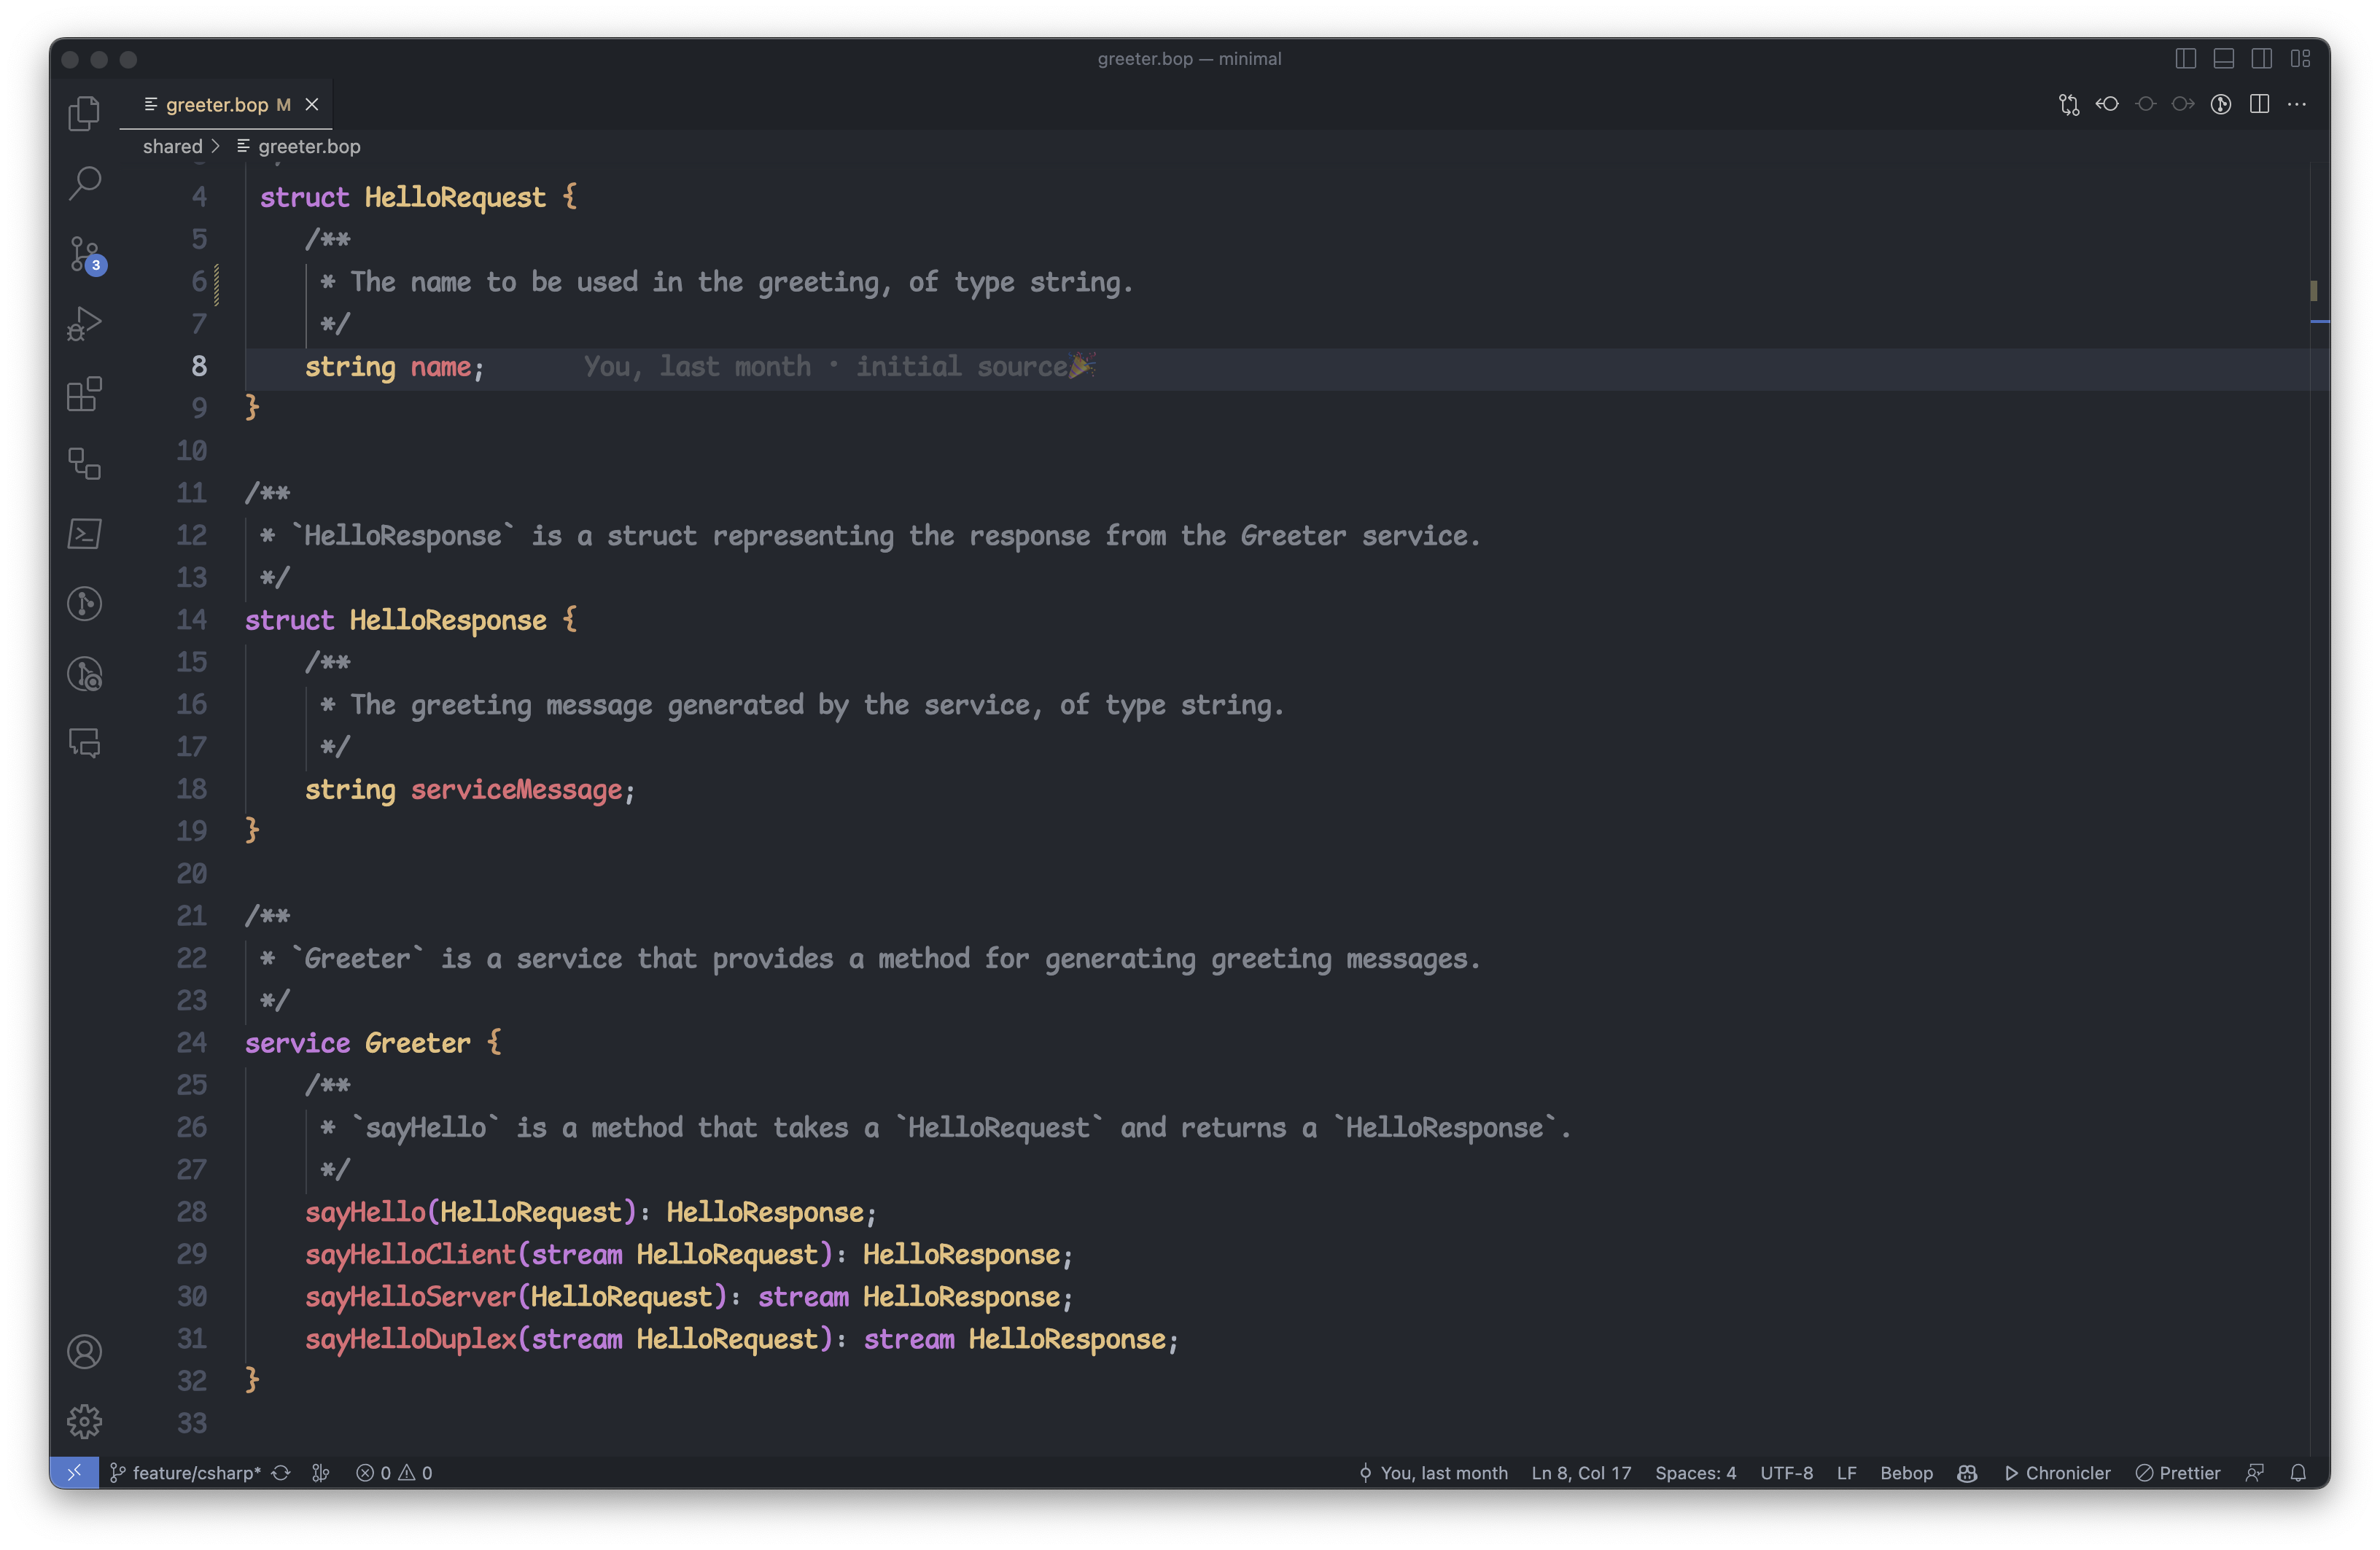 greeter.bop — minimal
greeter.bop M
shared > greeter.bop
4 struct HelloRequest {
5 /**
6 * The name to be used in the greeting, of type string.
7 */
8 string name; You, last month • initial source🎉
9 }
10
11 /**
12 * `HelloResponse` is a struct representing the response from the Greeter service.
13 */
14 struct HelloResponse {
15 /**
16 * The greeting message generated by the service, of type string.
17 */
18 string serviceMessage;
19 }
20
21 /**
22 * `Greeter` is a service that provides a method for generating greeting messages.
23 */
24 service Greeter {
25 /**
26 * `sayHello` is a method that takes a `HelloRequest` and returns a `HelloResponse`.
27 */
28 sayHello(HelloRequest): HelloResponse;
29 sayHelloClient(stream HelloRequest): HelloResponse;
30 sayHelloServer(HelloRequest): stream HelloResponse;
31 sayHelloDuplex(stream HelloRequest): stream HelloResponse;
32 }
33
3
feature/csharp* 0 0 You, last month Ln 8, Col 17 Spaces: 4 UTF-8 LF Bebop Chronicler Prettier